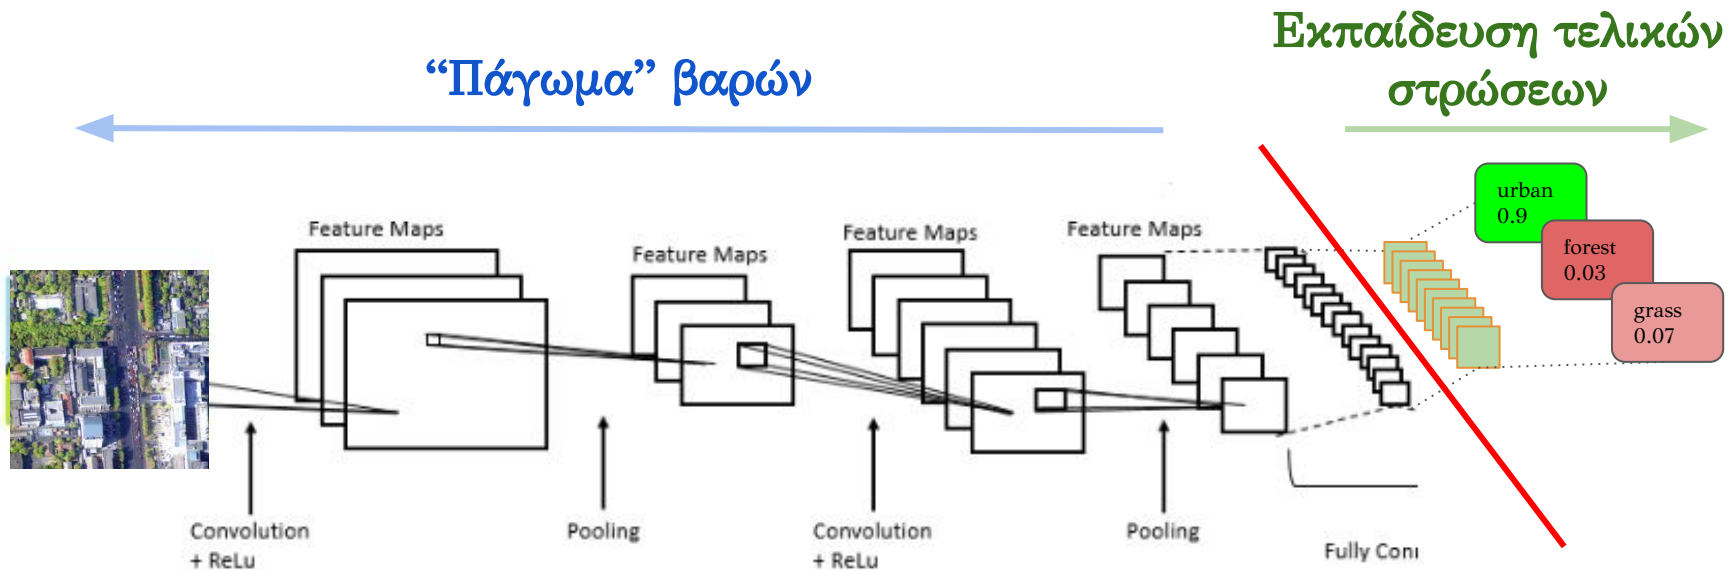 “Πάγωμα” βαρών
Εκπαίδευση τελικών
στρώσεων
Feature Maps
Feature Maps
Feature Maps
Feature Maps
urban
0.9
forest
0.03
grass
0.07
Convolution
+ ReLu
Pooling
Convolution
+ ReLu
Pooling
Fully